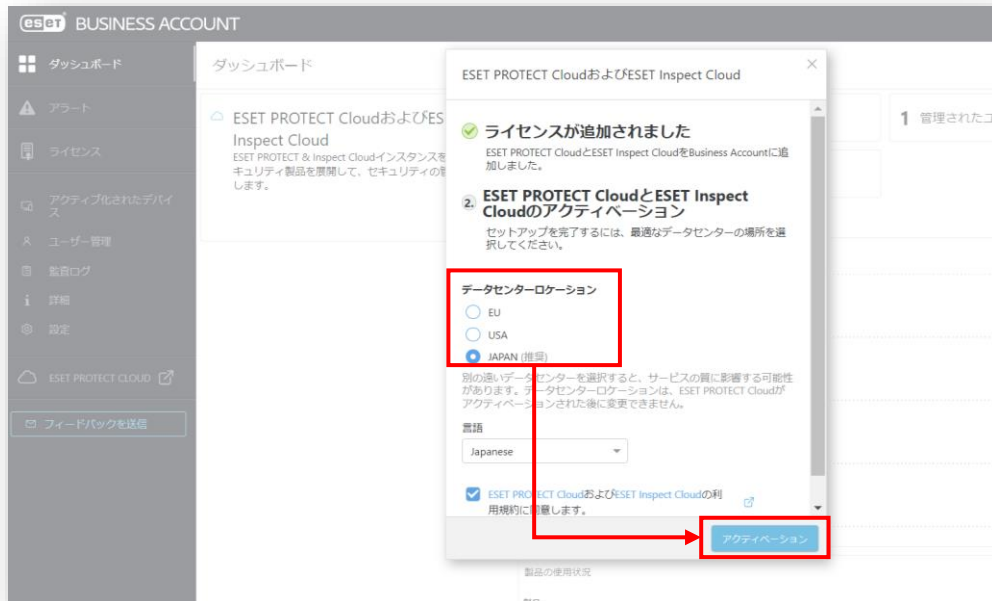 eset BUSINESS ACCOUNT
ダッシュボード
アラート
ライセンス
アクティブ化されたデバイ
ス
ユーザー管理
監査ログ
詳細
設定
ESET PROTECT CLOUD
フィードバックを送信
ダッシュボード
ESET PROTECT CloudおよびES
Inspect Cloud
ESET PROTECT & Inspect Cloudインスタンスを
キュリティ製品を展開して、セキュリティの管
します。
1 管理されたユ
ESET PROTECT CloudおよびESET Inspect Cloud
ライセンスが追加されました
ESET PROTECT CloudとESET Inspect CloudをBusiness Accountに追
加しました。
2. ESET PROTECT CloudとESET Inspect
Cloudのアクティベーション
セットアップを完了するには、最適なデータセンターの場所を選
択してください。
データセンターロケーション
EU
USA
JAPAN (推奨)
別の遠いデータセンターを選択すると、サービスの質に影響する可能性
があります。データセンターロケーションは、ESET PROTECT Cloudが
アクティベーションされた後に変更できません。
言語
Japanese
ESET PROTECT CloudおよびESET Inspect Cloudの利
用規約に同意します。
アクティベーション
製品の使用状況